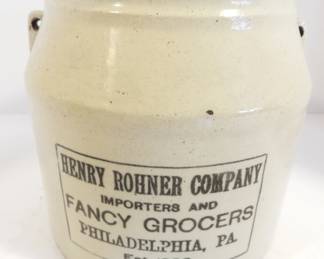 HENRY ROHNER COMPANY
IMPORTERS AND
FANCY GROCERS
PHILADELPHIA, PA.